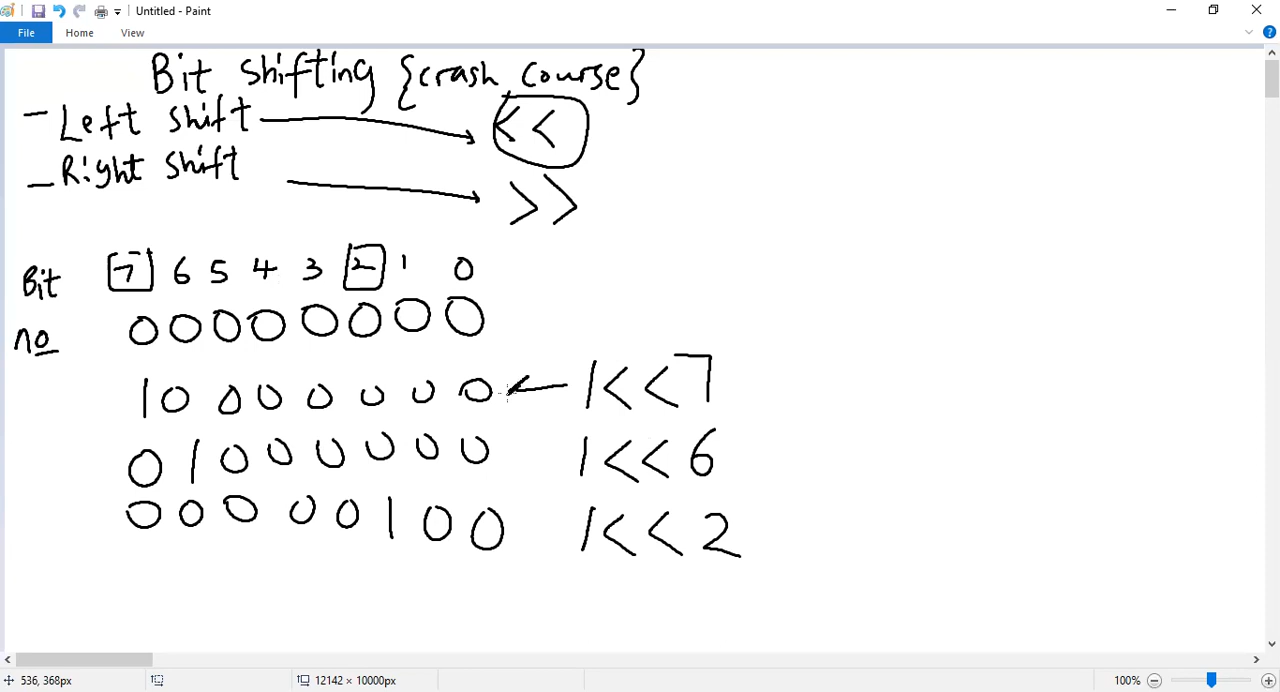 Untitled - Paint
File Home View
Bit shifting {crash course}
- Left shift <<
- Right shift >>
Bit 7 6 5 4 3 2 1 0
no 0 0 0 0 0 0 0 0
1 0 0 0 0 0 0 0 1<<7
0 1 0 0 0 0 0 0 1<<6
0 0 0 0 0 1 0 0 1<<2
536, 368px 12142 × 10000px 100%